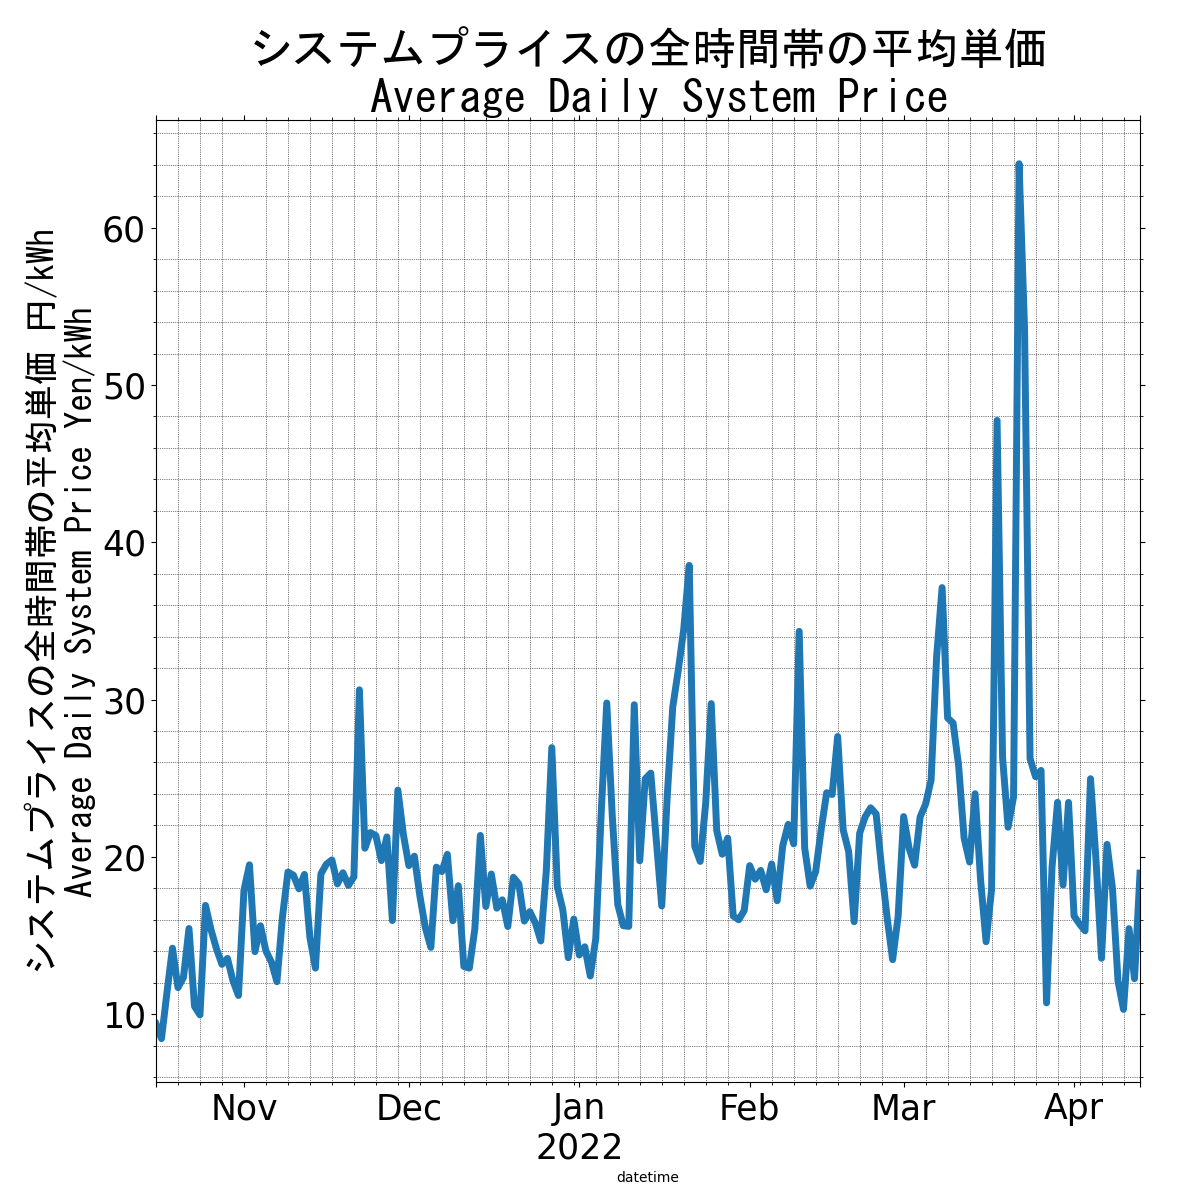 システムプライスの全時間帯の平均単価
Average Daily System Price
システムプライスの全時間帯の平均単価 円/kWh
Average Daily System Price Yen/kWh
60
50
40
30
20
10
Nov
Dec
Jan
2022
Feb
Mar
Apr
datetime